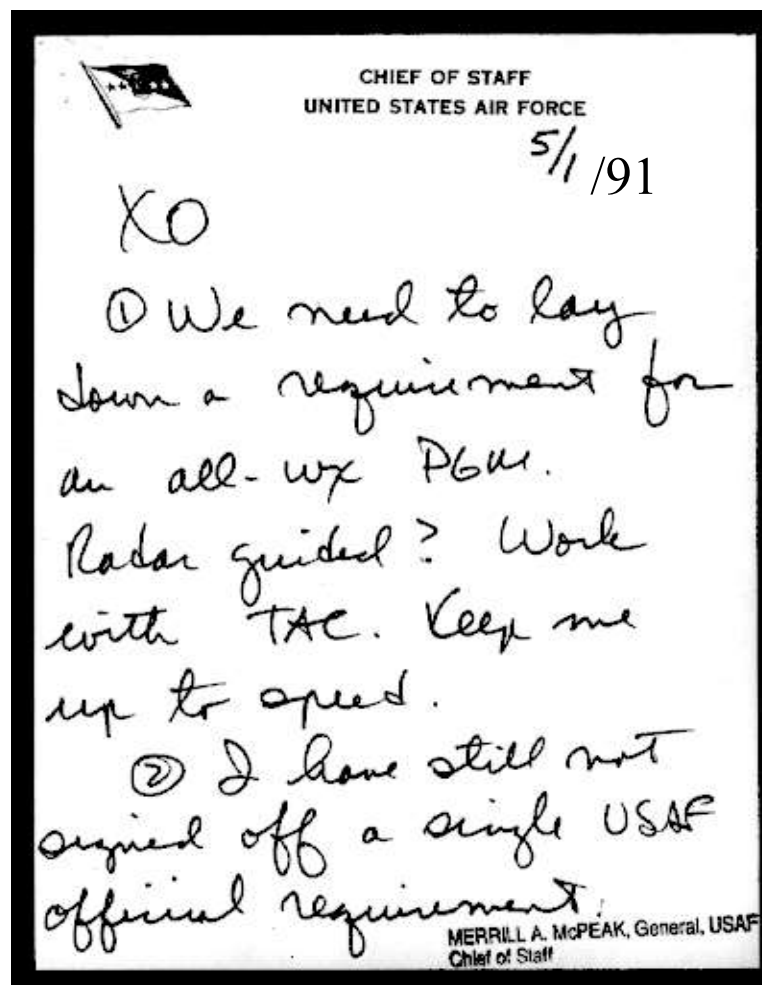 CHIEF OF STAFF
UNITED STATES AIR FORCE
5/1 /91
XO
① We need to lay
down a requirement for
an all-wx PGM.
Radar guided? Work
with TAC. Keep me
up to speed.
② I have still not
signed off a single USAF
official requirement.
MERRILL A. McPEAK, General, USAF
Chief of Staff